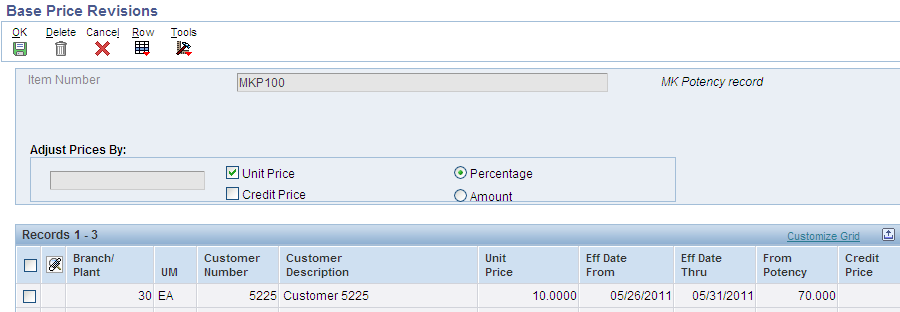 Base Price Revisions
OK Delete Cancel Row Tools
Item Number MKP100 MK Potency record
Adjust Prices By:
Unit Price Percentage
Credit Price Amount
Records 1 - 3 Customize Grid
Branch/ Customer Customer Unit Eff Date Eff Date From Credit
Plant UM Number Description Price From Thru Potency Price
30 EA 5225 Customer 5225 10.0000 05/26/2011 05/31/2011 70.000